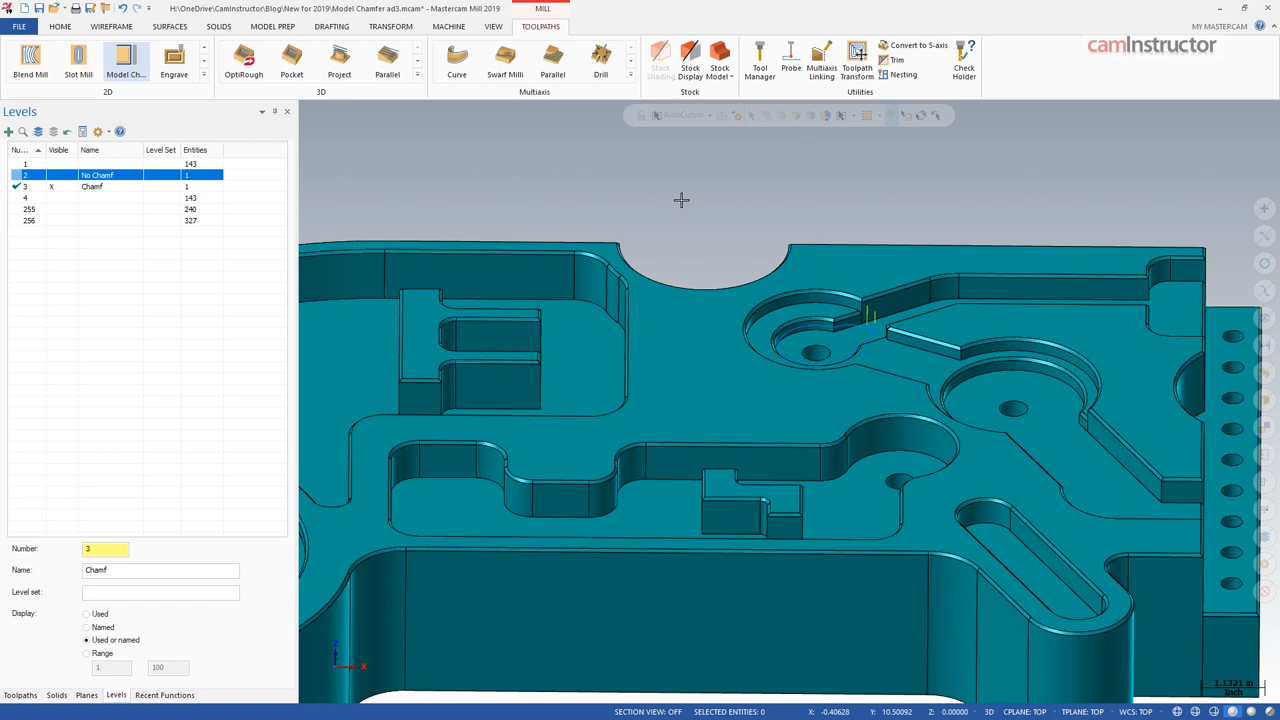 H:\OneDrive\CamInstructor\Blog\New for 2019\Model Chamfer ad3.mcam* - Mastercam Mill 2019
MILL
FILE HOME WIREFRAME SURFACES SOLIDS MODEL PREP DRAFTING TRANSFORM MACHINE VIEW TOOLPATHS MY MASTERCAM
camInstructor
Blend Mill Slot Mill Model Ch... Engrave OptiRough Pocket Project Parallel Curve Swarf Milli Parallel Drill
Stock Shading Stock Display Stock Model
Tool Manager Probe Multiaxis Linking Toolpath Transform
Convert to 5-axis
Trim
Nesting
Check Holder
2D 3D Multiaxis Stock Utilities
Levels
AutoCursor
Nu... Visible Name Level Set Entities
1 143
2 No Chamf 1
3 X Chamf 1
4 143
255 240
256 327
Number: 3
Name: Chamf
Level set:
Display: Used
Named
Used or named
Range
1 100
Z
X
1.1321 in
Inch
Toolpaths Solids Planes Levels Recent Functions
SECTION VIEW: OFF SELECTED ENTITIES: 0 X: -0.40628 Y: 10.50092 Z: 0.00000 3D CPLANE: TOP TPLANE: TOP WCS: TOP